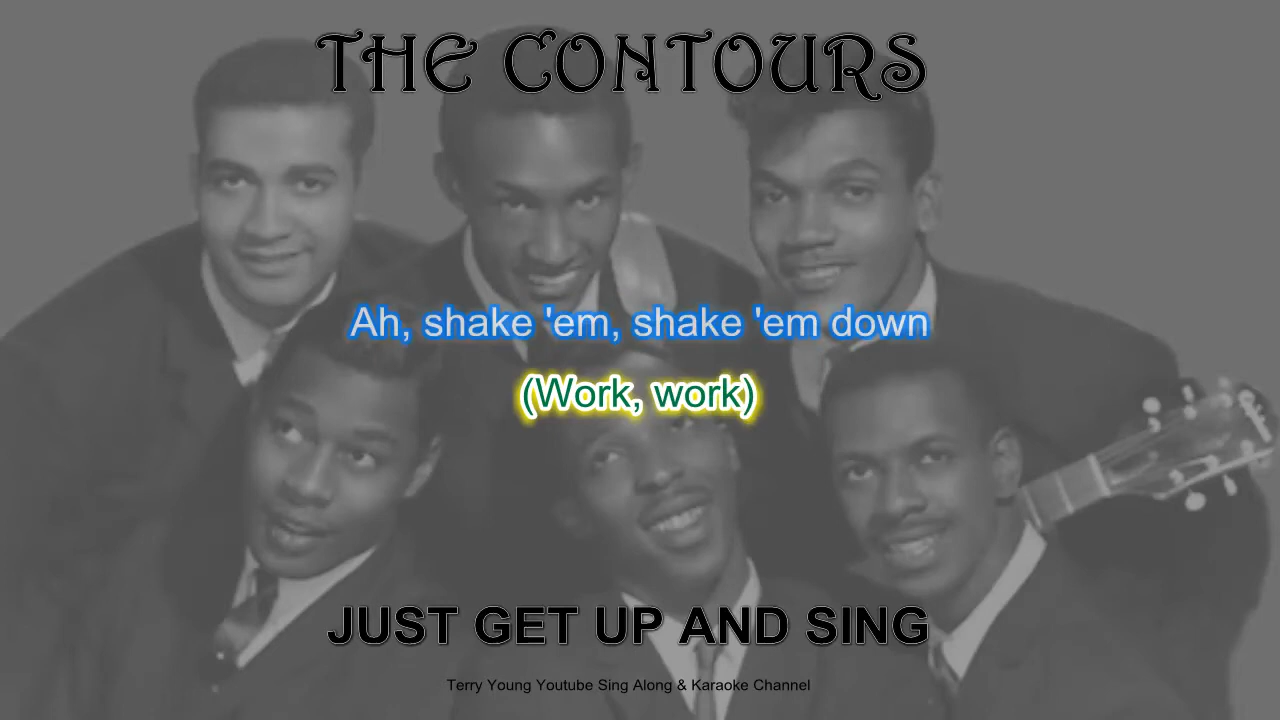 THE CONTOURS
Ah, shake 'em, shake 'em down
(Work, work)
JUST GET UP AND SING
Terry Young Youtube Sing Along & Karaoke Channel